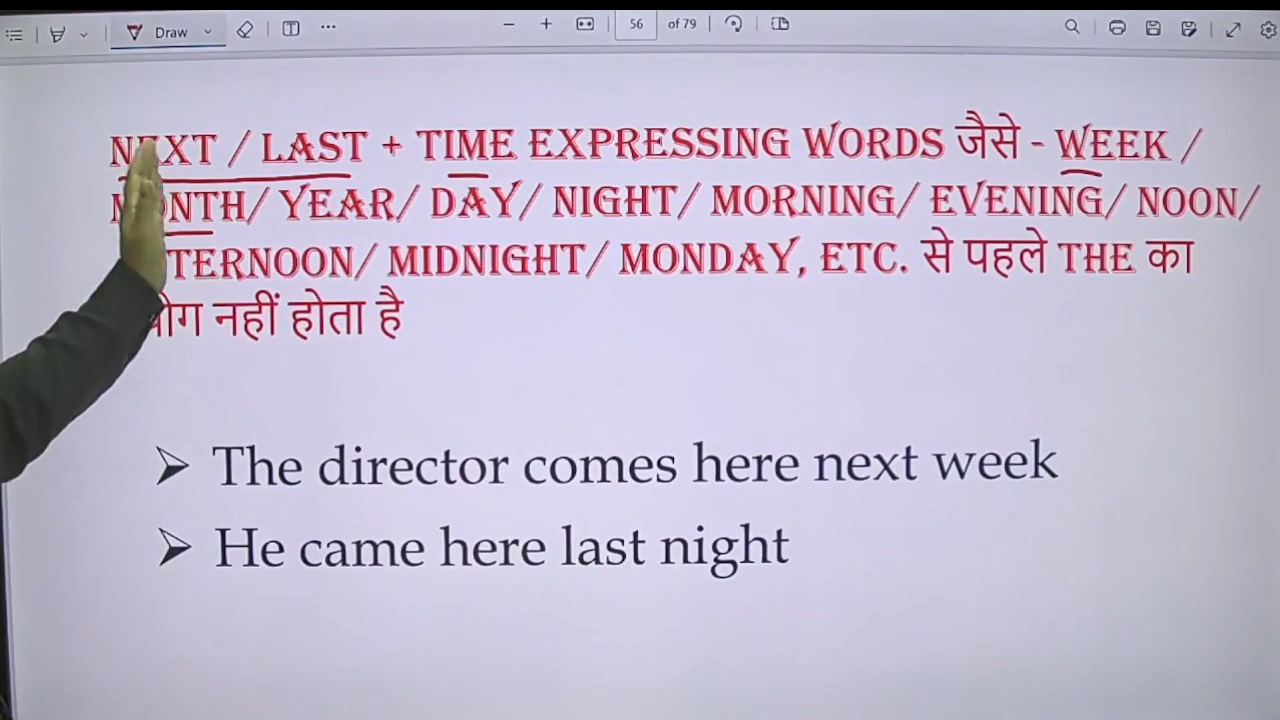 Draw
56 of 79
NEXT / LAST + TIME EXPRESSING WORDS जैसे - WEEK /
MONTH/ YEAR/ DAY/ NIGHT/ MORNING/ EVENING/ NOON/
TERNOON/ MIDNIGHT/ MONDAY, ETC. से पहले THE का
योग नहीं होता है
The director comes here next week
He came here last night